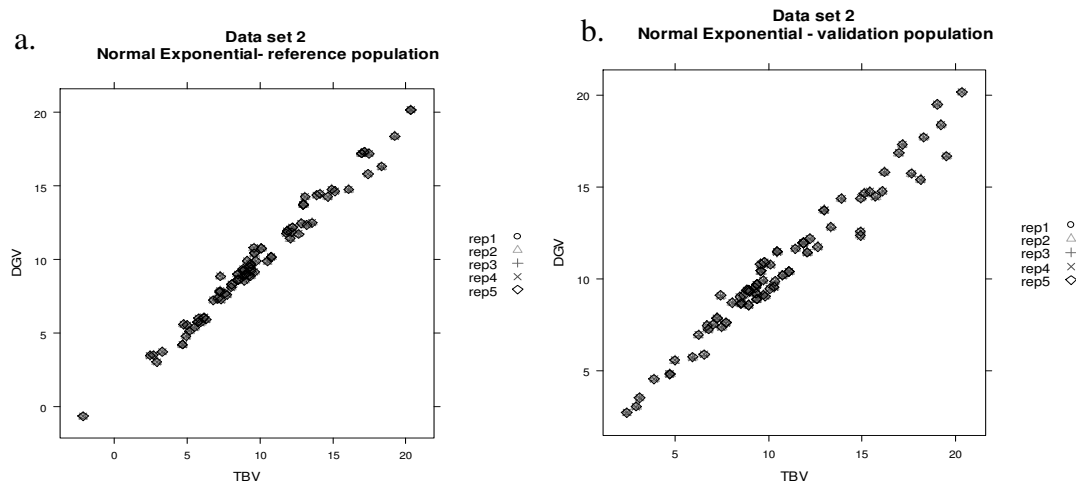 a.
Data set 2
Normal Exponential- reference population
DGV
20
15
10
5
0
0
5
10
15
20
TBV
rep1
rep2
rep3
rep4
rep5
b.
Data set 2
Normal Exponential - validation population
DGV
20
15
10
5
5
10
15
20
TBV
rep1
rep2
rep3
rep4
rep5